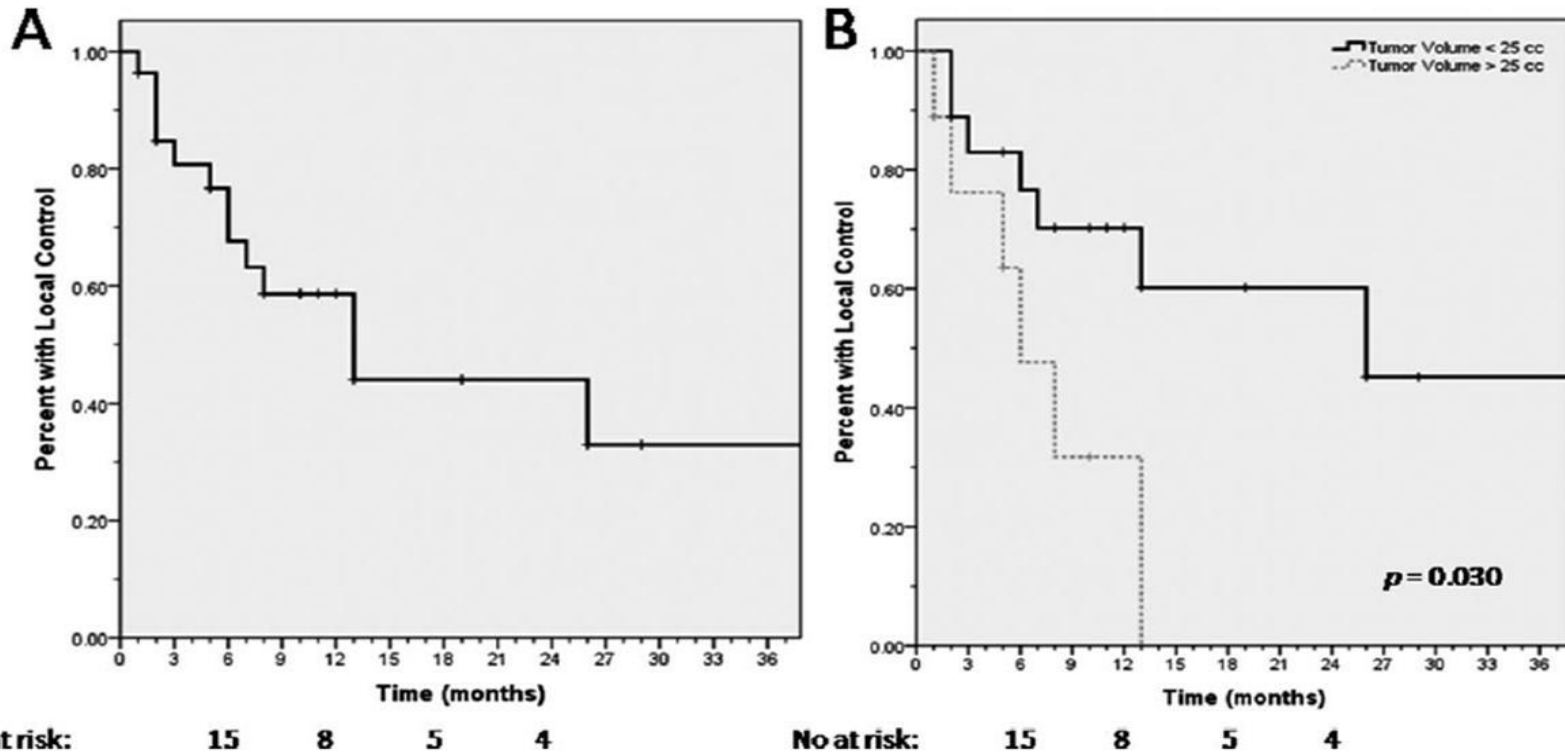 A
1.00
0.80
0.60
0.40
0.20
0.00
Percent with Local Control
0 3 6 9 12 15 18 21 24 27 30 33 36
Time (months)
t risk: 15 8 5 4
B
Tumor Volume < 25 cc
Tumor Volume > 25 cc
1.00
0.80
0.60
0.40
0.20
0.00
Percent with Local Control
p = 0.030
0 3 6 9 12 15 18 21 24 27 30 33 36
Time (months)
No at risk: 15 8 5 4